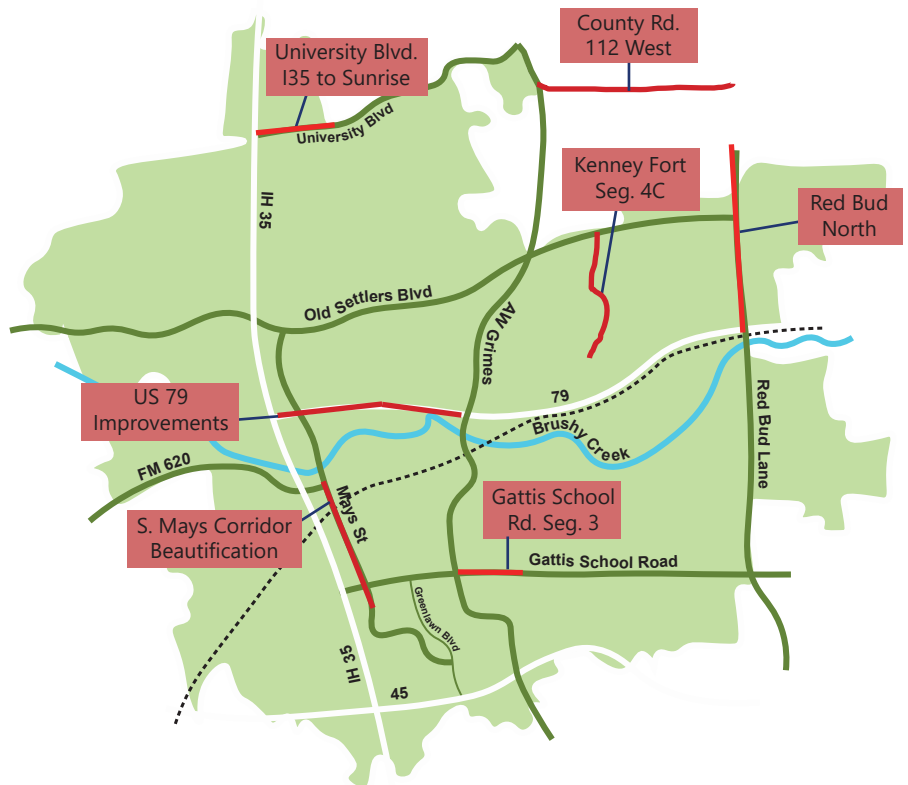 County Rd.
112 West
University Blvd.
I35 to Sunrise
University Blvd
Kenney Fort
Seg. 4C
Red Bud
North
IH 35
Old Settlers Blvd
AW Grimes
US 79
Improvements
79
Brushy Creek
Red Bud Lane
FM 620
Mays St
S. Mays Corridor
Beautification
Gattis School
Rd. Seg. 3
Gattis School Road
Greenlawn Blvd
IH 35
45